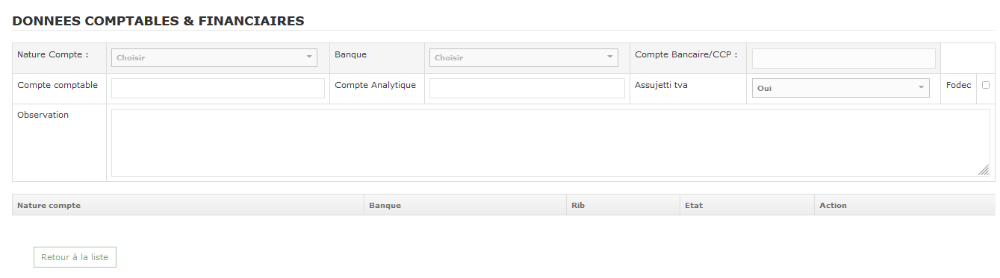 DONNEES COMPTABLES & FINANCIAIRES
Nature Compte : Choisir Banque Choisir Compte Bancaire/CCP :
Compte comptable Compte Analytique Assujetti tva Oui Fodec
Observation
Nature compte Banque Rib Etat Action
Retour à la liste